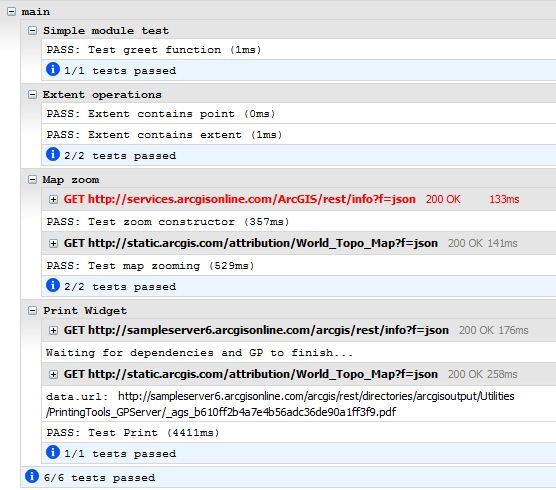 main
Simple module test
PASS: Test greet function (1ms)
1/1 tests passed
Extent operations
PASS: Extent contains point (0ms)
PASS: Extent contains extent (1ms)
2/2 tests passed
Map zoom
GET http://services.arcgisonline.com/ArcGIS/rest/info?f=json 200 OK 133ms
PASS: Test zoom constructor (357ms)
GET http://static.arcgis.com/attribution/World_Topo_Map?f=json 200 OK 141ms
PASS: Test map zooming (529ms)
2/2 tests passed
Print Widget
GET http://sampleserver6.arcgisonline.com/arcgis/rest/info?f=json 200 OK 176ms
Waiting for dependencies and GP to finish...
GET http://static.arcgis.com/attribution/World_Topo_Map?f=json 200 OK 258ms
data.url: http://sampleserver6.arcgisonline.com/arcgis/rest/directories/arcgisoutput/Utilities
/PrintingTools_GPServer/_ags_b610ff2b4a7e4b56adc36de90a1ff3f9.pdf
PASS: Test Print (4411ms)
1/1 tests passed
6/6 tests passed